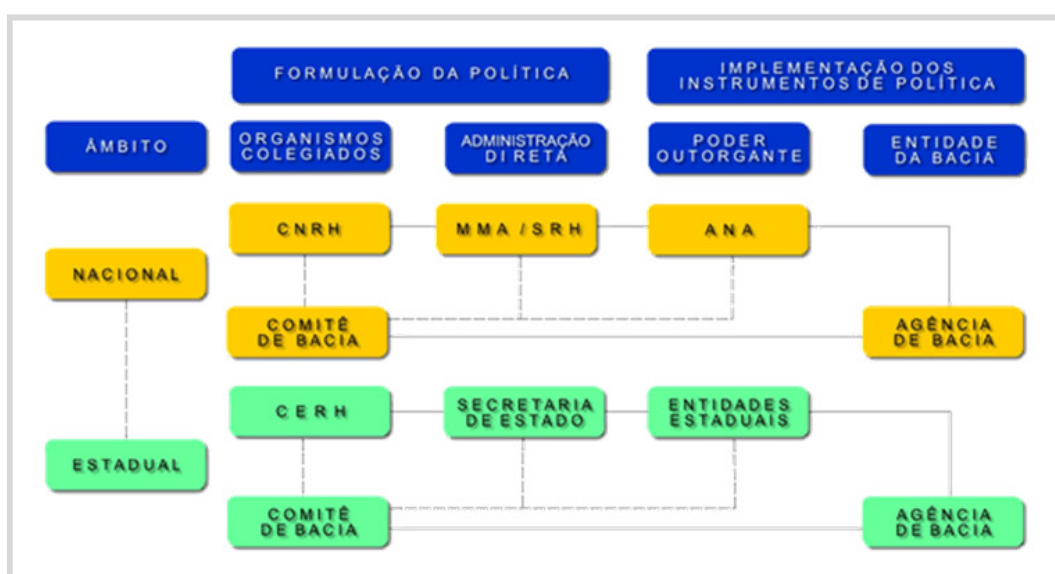 FORMULAÇÃO DA POLÍTICA
IMPLEMENTAÇÃO DOS
INSTRUMENTOS DE POLÍTICA
ÂMBITO
ORGANISMOS
COLEGIADOS
ADMINISTRAÇÃO
DIRETA
PODER
OUTORGANTE
ENTIDADE
DA BACIA
CNRH
MMA / SRH
ANA
NACIONAL
COMITÊ
DE BACIA
AGÊNCIA
DE BACIA
CERH
SECRETARIA
DE ESTADO
ENTIDADES
ESTADUAIS
ESTADUAL
COMITÊ
DE BACIA
AGÊNCIA
DE BACIA